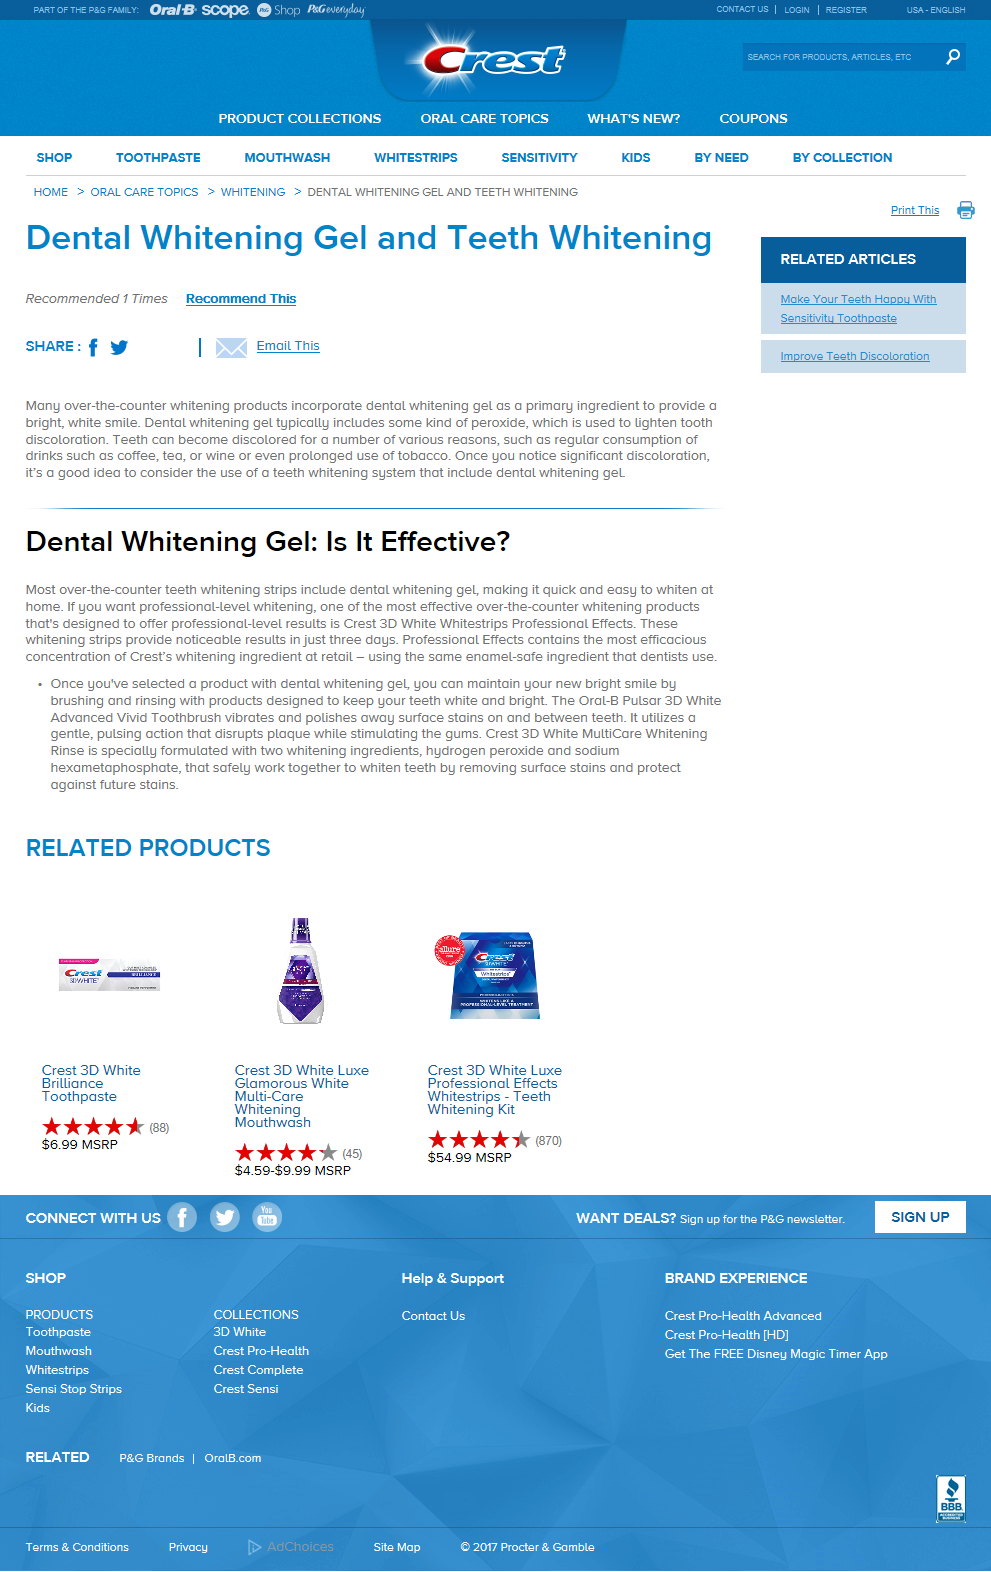 PART OF THE P&G FAMILY: Oral-B scope P&G Shop P&G everyday
CONTACT US | LOGIN | REGISTER USA - ENGLISH
Crest
SEARCH FOR PRODUCTS, ARTICLES, ETC
PRODUCT COLLECTIONS ORAL CARE TOPICS WHAT'S NEW? COUPONS
SHOP TOOTHPASTE MOUTHWASH WHITESTRIPS SENSITIVITY KIDS BY NEED BY COLLECTION
HOME > ORAL CARE TOPICS > WHITENING > DENTAL WHITENING GEL AND TEETH WHITENING
Print This
Dental Whitening Gel and Teeth Whitening
RELATED ARTICLES
Make Your Teeth Happy With
Sensitivity Toothpaste
Improve Teeth Discoloration
Recommended 1 Times Recommend This
SHARE : Email This
Many over-the-counter whitening products incorporate dental whitening gel as a primary ingredient to provide a
bright, white smile. Dental whitening gel typically includes some kind of peroxide, which is used to lighten tooth
discoloration. Teeth can become discolored for a number of various reasons, such as regular consumption of
drinks such as coffee, tea, or wine or even prolonged use of tobacco. Once you notice significant discoloration,
it's a good idea to consider the use of a teeth whitening system that include dental whitening gel.
Dental Whitening Gel: Is It Effective?
Most over-the-counter teeth whitening strips include dental whitening gel, making it quick and easy to whiten at
home. If you want professional-level whitening, one of the most effective over-the-counter whitening products
that's designed to offer professional-level results is Crest 3D White Whitestrips Professional Effects. These
whitening strips provide noticeable results in just three days. Professional Effects contains the most efficacious
concentration of Crest's whitening ingredient at retail – using the same enamel-safe ingredient that dentists use.
• Once you've selected a product with dental whitening gel, you can maintain your new bright smile by
brushing and rinsing with products designed to keep your teeth white and bright. The Oral-B Pulsar 3D White
Advanced Vivid Toothbrush vibrates and polishes away surface stains on and between teeth. It utilizes a
gentle, pulsing action that disrupts plaque while stimulating the gums. Crest 3D White MultiCare Whitening
Rinse is specially formulated with two whitening ingredients, hydrogen peroxide and sodium
hexametaphosphate, that safely work together to whiten teeth by removing surface stains and protect
against future stains.
RELATED PRODUCTS
Crest
3D WHITE
BRILLIANCE
allure
Crest
3D WHITE
Whitestrips
WHITENS LIKE A
PROFESSIONAL-LEVEL TREATMENT
Crest 3D White
Brilliance
Toothpaste
(88)
$6.99 MSRP
Crest 3D White Luxe
Glamorous White
Multi-Care
Whitening
Mouthwash
(45)
$4.59-$9.99 MSRP
Crest 3D White Luxe
Professional Effects
Whitestrips - Teeth
Whitening Kit
(870)
$54.99 MSRP
CONNECT WITH US You Tube WANT DEALS? Sign up for the P&G newsletter. SIGN UP
SHOP
PRODUCTS
Toothpaste
Mouthwash
Whitestrips
Sensi Stop Strips
Kids
COLLECTIONS
3D White
Crest Pro-Health
Crest Complete
Crest Sensi
Help & Support
Contact Us
BRAND EXPERIENCE
Crest Pro-Health Advanced
Crest Pro-Health [HD]
Get The FREE Disney Magic Timer App
RELATED P&G Brands | OralB.com
BBB
ACCREDITED
BUSINESS
Terms & Conditions Privacy AdChoices Site Map © 2017 Procter & Gamble